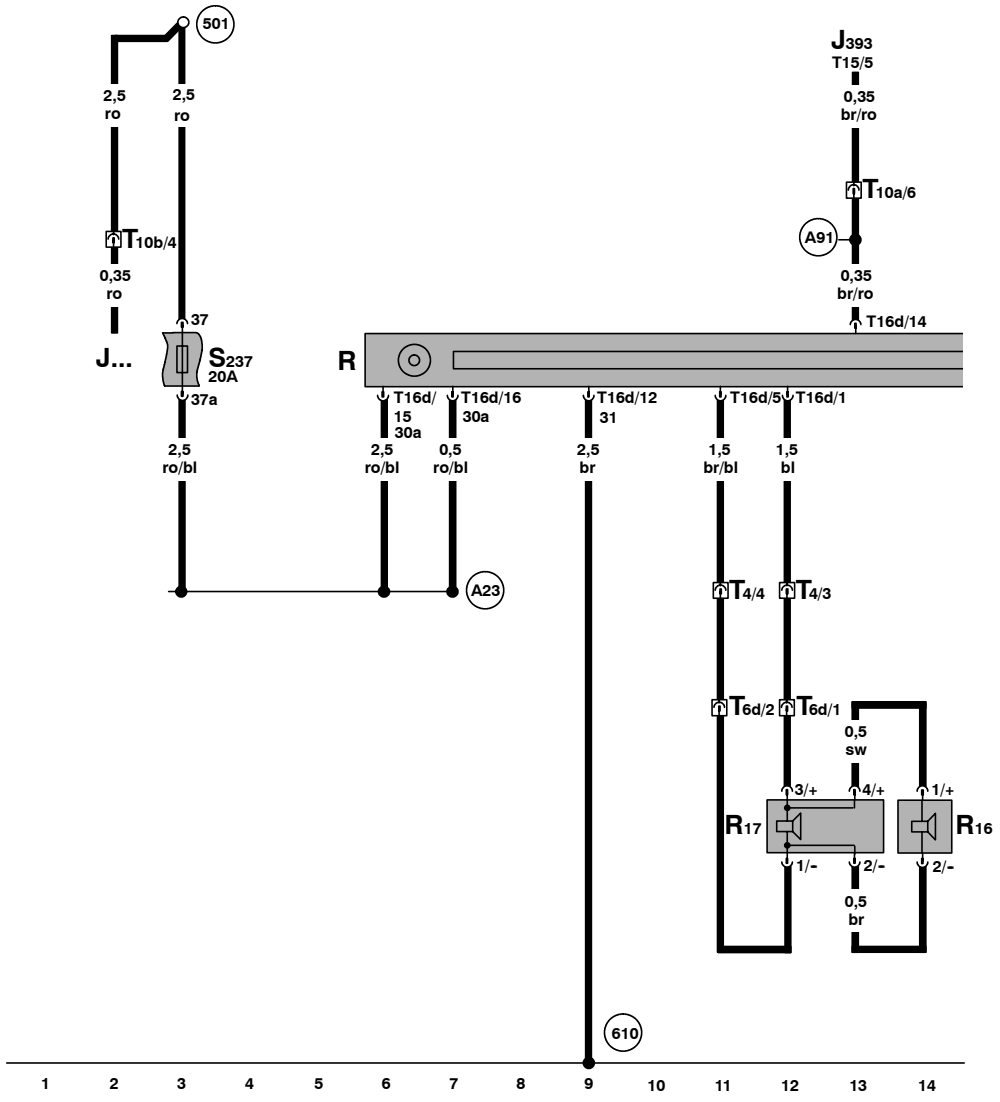 501
J393
T15/5
2,5
ro
2,5
ro
0,35
br/ro
T10a/6
T10b/4
A91
0,35
ro
0,35
br/ro
37
T16d/14
J...
S237
20A
R
37a
T16d/
15
30a
T16d/16
30a
T16d/12
31
T16d/5
T16d/1
2,5
ro/bl
2,5
ro/bl
0,5
ro/bl
2,5
br
1,5
br/bl
1,5
bl
A23
T4/4
T4/3
T6d/2
T6d/1
0,5
sw
3/+
4/+
1/+
R17
R16
1/-
2/-
2/-
0,5
br
610
1 2 3 4 5 6 7 8 9 10 11 12 13 14